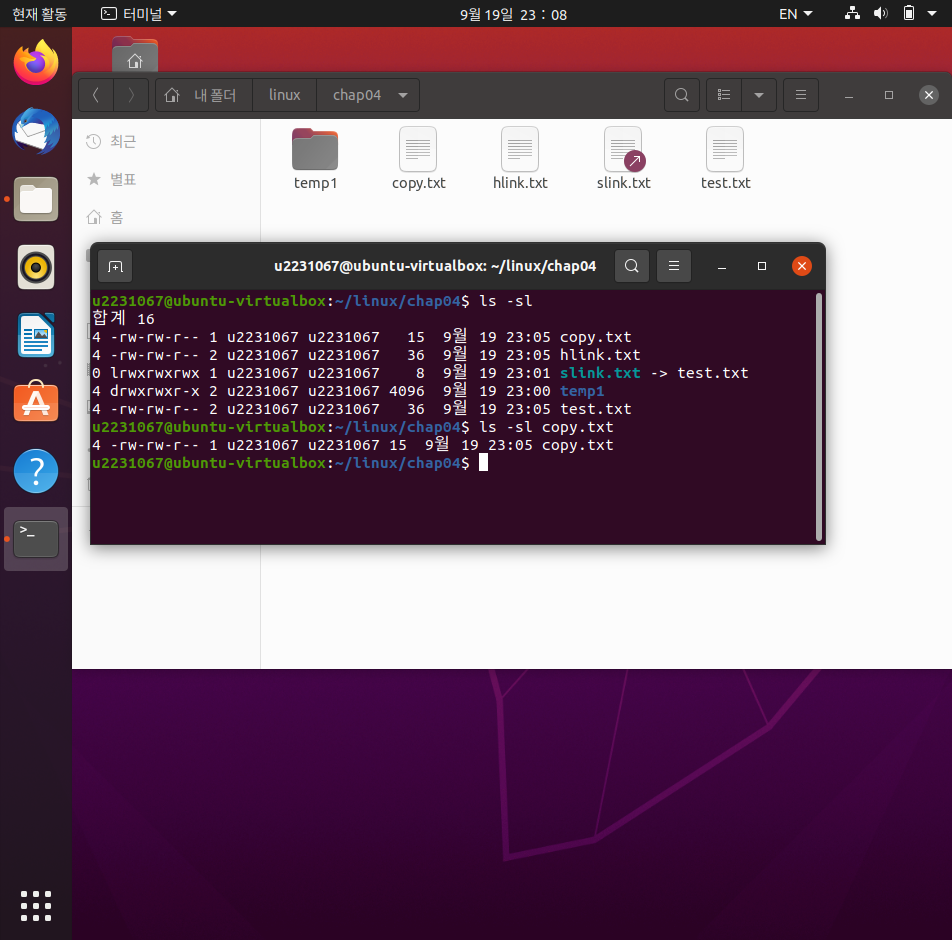 현재 활동 터미널 9월 19일 23 : 08 EN
내 폴더 linux chap04
최근
별표
홈
temp1 copy.txt hlink.txt slink.txt test.txt
u2231067@ubuntu-virtualbox: ~/linux/chap04
u2231067@ubuntu-virtualbox:~/linux/chap04$ ls -sl
합계 16
4 -rw-rw-r-- 1 u2231067 u2231067   15  9월 19 23:05 copy.txt
4 -rw-rw-r-- 2 u2231067 u2231067   36  9월 19 23:05 hlink.txt
0 lrwxrwxrwx 1 u2231067 u2231067    8  9월 19 23:01 slink.txt -> test.txt
4 drwxrwxr-x 2 u2231067 u2231067 4096  9월 19 23:00 temp1
4 -rw-rw-r-- 2 u2231067 u2231067   36  9월 19 23:05 test.txt
u2231067@ubuntu-virtualbox:~/linux/chap04$ ls -sl copy.txt
4 -rw-rw-r-- 1 u2231067 u2231067 15  9월 19 23:05 copy.txt
u2231067@ubuntu-virtualbox:~/linux/chap04$